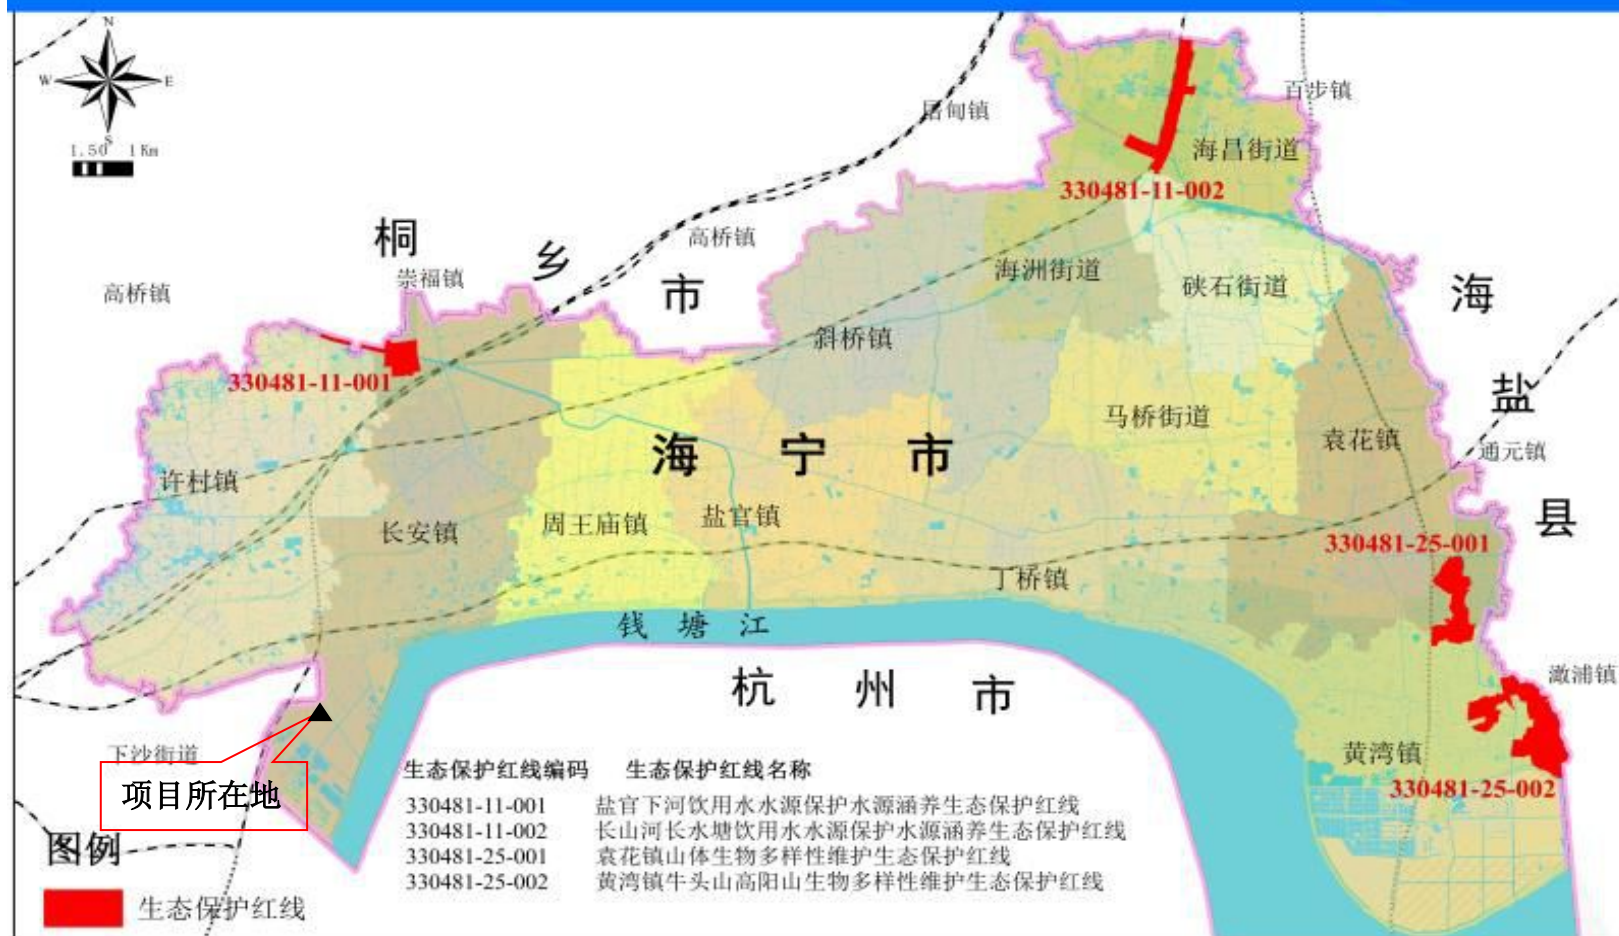 N
W
E
S
1.50 1Km
百步镇
屠甸镇
海昌街道
330481-11-002
桐乡市
高桥镇
崇福镇
高桥镇
海洲街道
硖石街道
海盐县
斜桥镇
330481-11-001
马桥街道
袁花镇
海宁市
通元镇
许村镇
长安镇
周王庙镇
盐官镇
330481-25-001
丁桥镇
钱塘江
杭州市
澉浦镇
下沙街道
黄湾镇
330481-25-002
项目所在地
生态保护红线编码 生态保护红线名称
330481-11-001 盐官下河饮用水水源保护水源涵养生态保护红线
330481-11-002 长山河长水塘饮用水水源保护水源涵养生态保护红线
330481-25-001 袁花镇山体生物多样性维护生态保护红线
330481-25-002 黄湾镇牛头山高阳山生物多样性维护生态保护红线
图例
生态保护红线